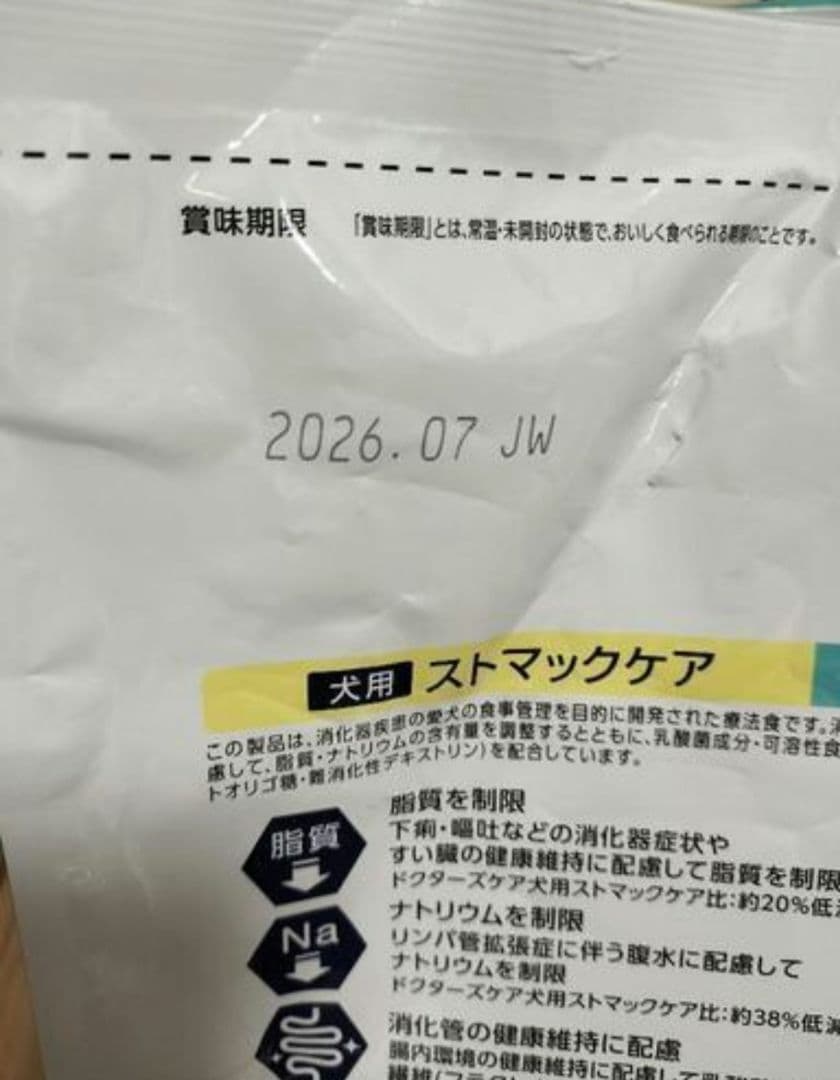 賞味期限 「賞味期限」とは、常温・未開封の状態で、おいしく食べられる期限のことです。
2026.07 JW
犬用 ストマックケア
この製品は、消化器疾患の愛犬の食事管理を目的に開発された療法食です。消
慮して、脂質・ナトリウムの含有量を調整するとともに、乳酸菌成分・可溶性食
トオリゴ糖・難消化性デキストリン)を配合しています。
脂質
脂質を制限
下痢・嘔吐などの消化器症状や
すい臓の健康維持に配慮して脂質を制限
ドクターズケア犬用ストマックケア比:約20%低減
Na
ナトリウムを制限
リンパ管拡張症に伴う腹水に配慮して
ナトリウムを制限
ドクターズケア犬用ストマックケア比:約38%低減
消化管の健康維持に配慮
腸内環境の健康維持に配慮して乳酸